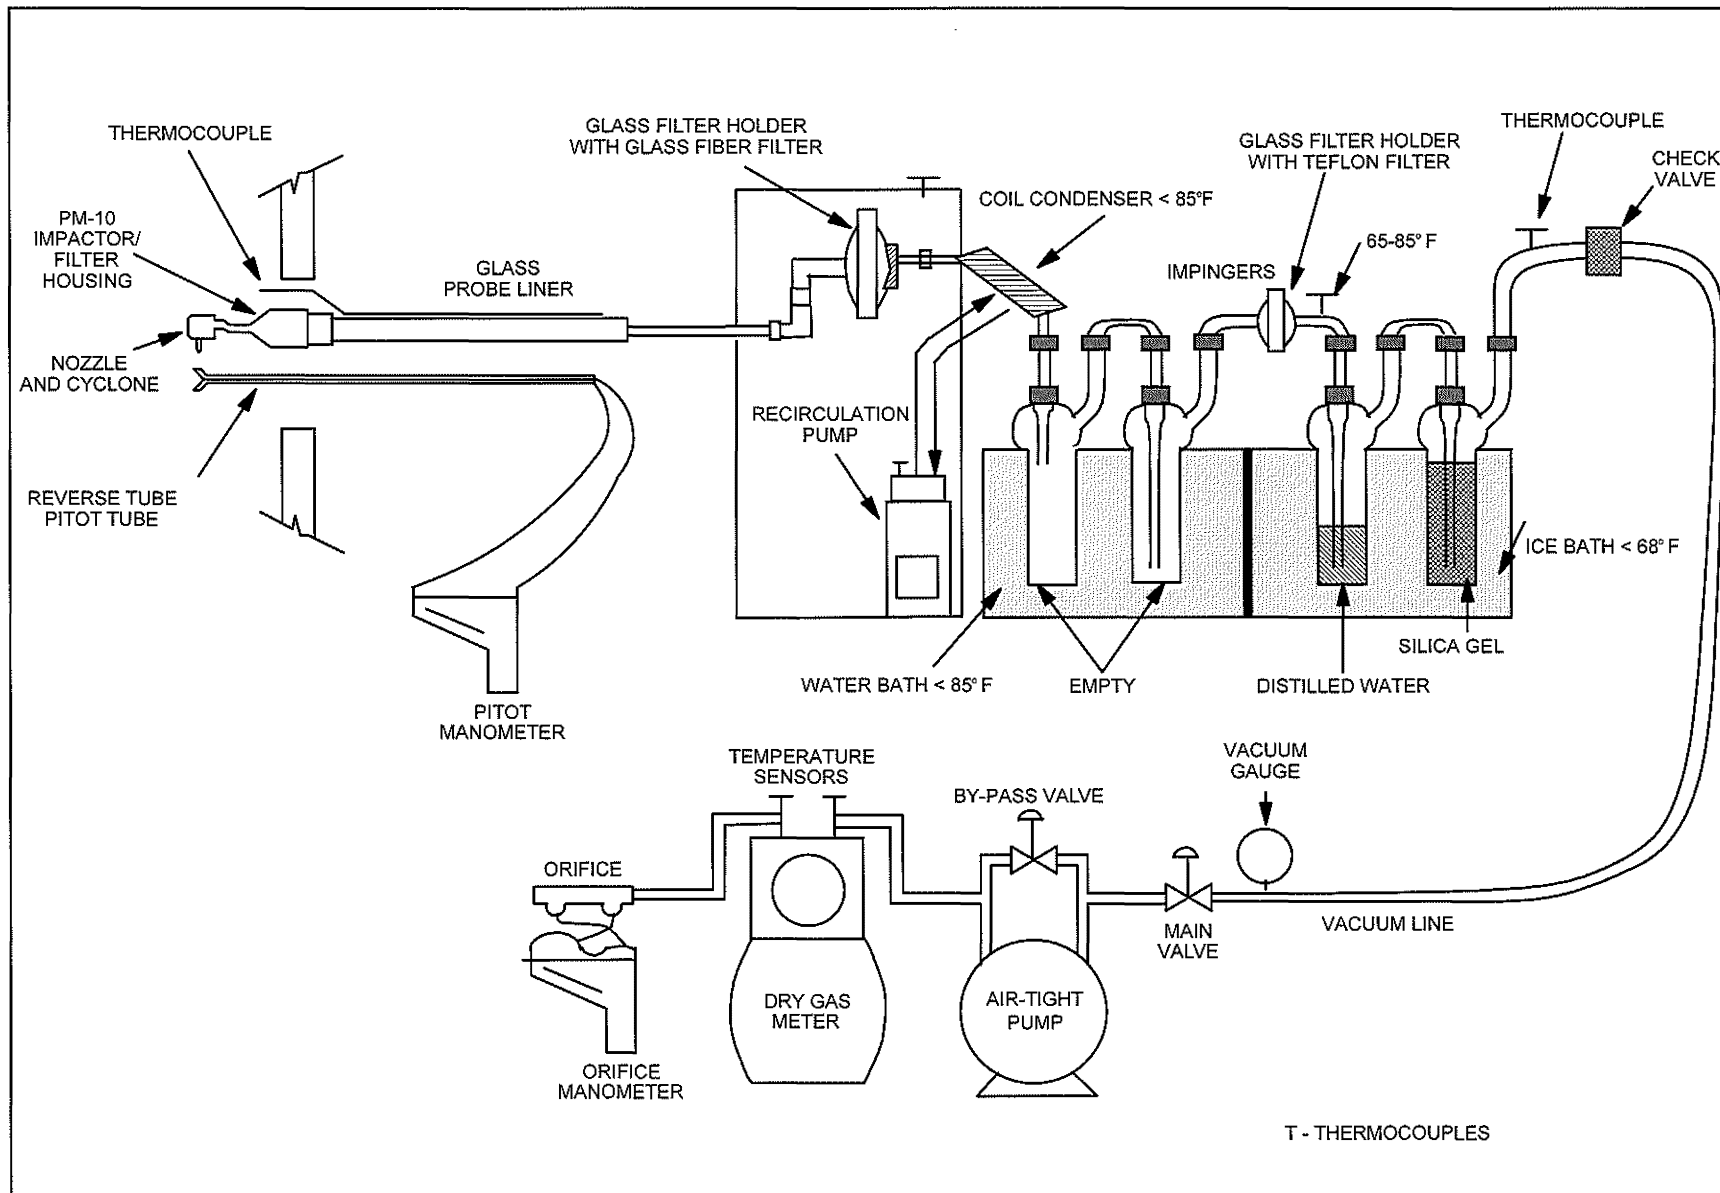 THERMOCOUPLE
GLASS FILTER HOLDER
WITH GLASS FIBER FILTER
GLASS FILTER HOLDER
WITH TEFLON FILTER
THERMOCOUPLE
CHECK
VALVE
PM-10
IMPACTOR/
FILTER
HOUSING
GLASS
PROBE LINER
COIL CONDENSER < 85°F
65-85° F
IMPINGERS
NOZZLE
AND CYCLONE
RECIRCULATION
PUMP
REVERSE TUBE
PITOT TUBE
ICE BATH < 68° F
SILICA GEL
WATER BATH < 85° F
EMPTY
DISTILLED WATER
PITOT
MANOMETER
TEMPERATURE
SENSORS
VACUUM
GAUGE
BY-PASS VALVE
ORIFICE
MAIN
VALVE
VACUUM LINE
DRY GAS
METER
AIR-TIGHT
PUMP
ORIFICE
MANOMETER
T - THERMOCOUPLES